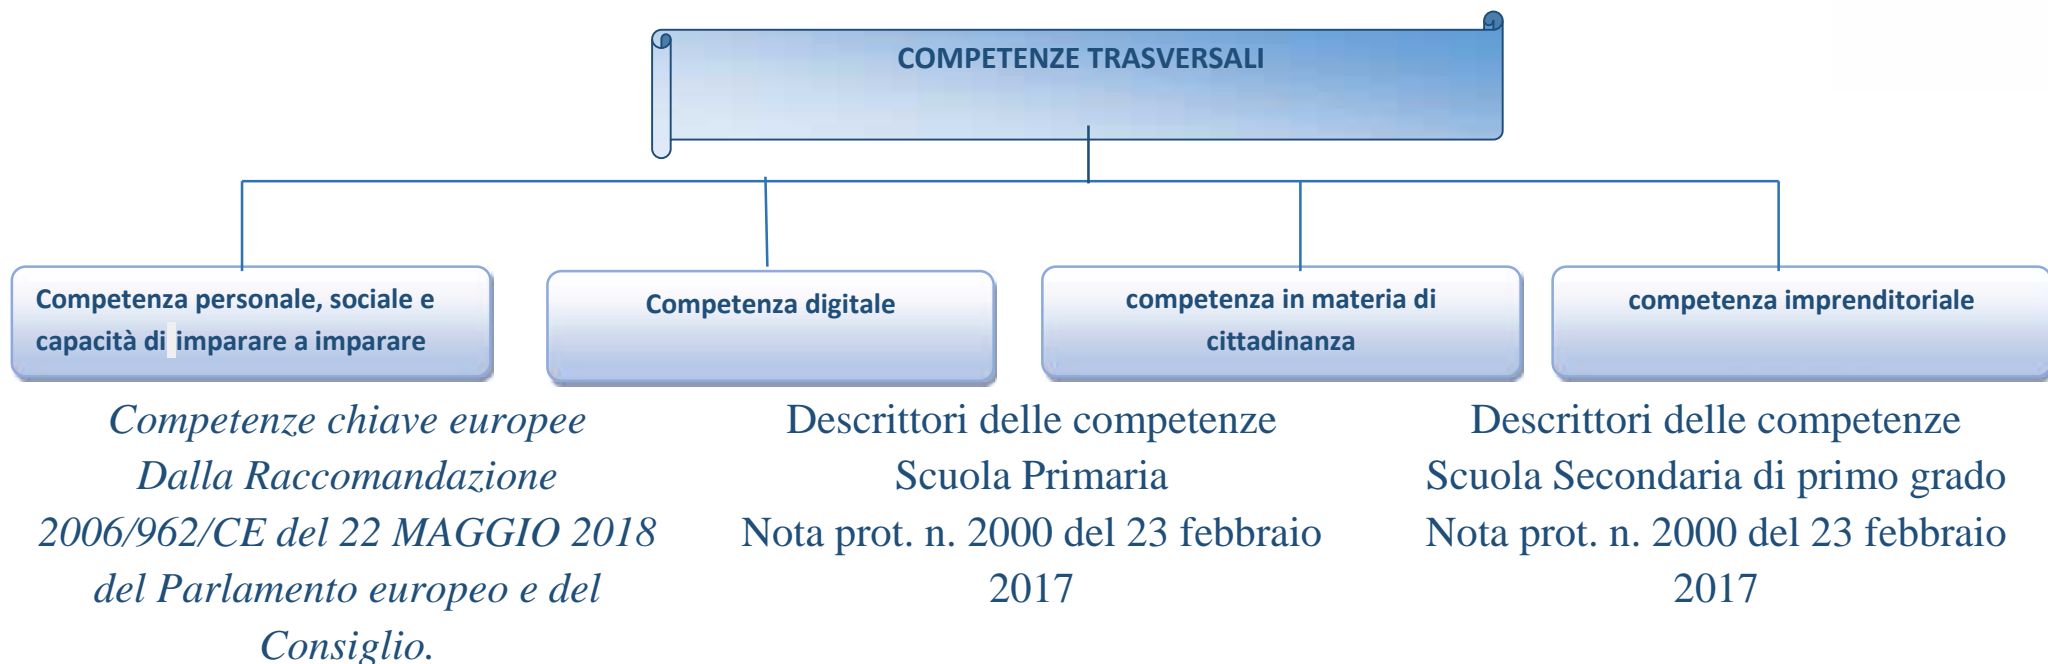 COMPETENZE TRASVERSALI
Competenza personale, sociale e
capacità di imparare a imparare
Competenza digitale
competenza in materia di
cittadinanza
competenza imprenditoriale
Competenze chiave europee
Dalla Raccomandazione
2006/962/CE del 22 MAGGIO 2018
del Parlamento europeo e del
Consiglio.
Descrittori delle competenze
Scuola Primaria
Nota prot. n. 2000 del 23 febbraio
2017
Descrittori delle competenze
Scuola Secondaria di primo grado
Nota prot. n. 2000 del 23 febbraio
2017